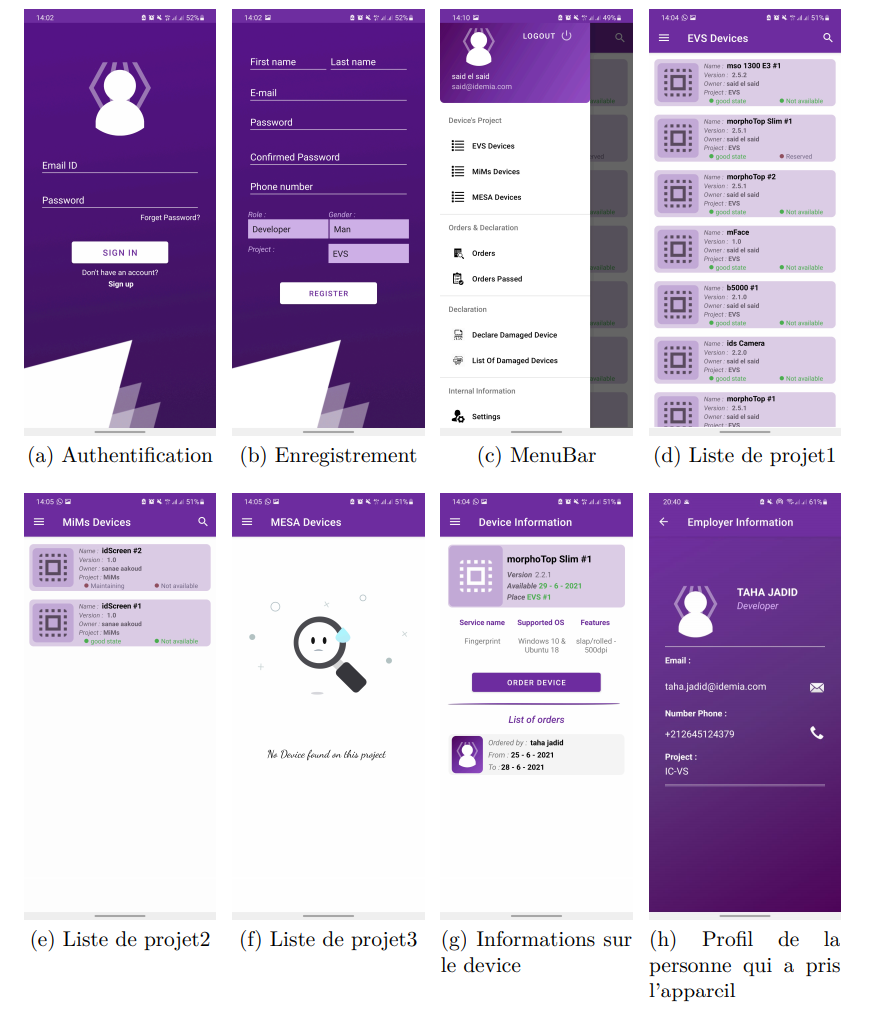 14:02 52%
Email ID
Password
Forget Password?
SIGN IN
Don't have an account?
Sign up
(a) Authentification
14:02 52%
First name Last name
E-mail
Password
Confirmed Password
Phone number
Role : Gender :
Developer Man
Project : EVS
REGISTER
(b) Enregistrement
14:10 49%
LOGOUT
said el said
said@idemia.com
Device's Project
EVS Devices
MiMs Devices
MESA Devices
Orders & Declaration
Orders
Orders Passed
Declaration
Declare Damaged Device
List Of Damaged Devices
Internal Information
Settings
(c) MenuBar
14:04 51%
EVS Devices
Name : mso 1300 E3 #1
Version : 2.5.2
Owner : said el said
Project : EVS
good state Not available
Name : morphoTop Slim #1
Version : 2.5.1
Owner : said el said
Project : EVS
good state Reserved
Name : morphoTop #2
Version : 2.5.1
Owner : said el said
Project : EVS
good state Not available
Name : mFace
Version : 1.0
Owner : said el said
Project : EVS
good state Not available
Name : b5000 #1
Version : 2.1.0
Owner : said el said
Project : EVS
good state Not available
Name : ids Camera
Version : 2.2.0
Owner : said el said
Project : EVS
good state Not available
Name : morphoTop #1
Version : 2.5.1
Owner : said el said
Project : EVS
(d) Liste de projet1
14:05 51%
MiMs Devices
Name : idScreen #2
Version : 1.0
Owner : sanae aakoud
Project : MiMs
Maintaining Not available
Name : idScreen #1
Version : 1.0
Owner : sanae aakoud
Project : MiMs
good state Not available
(e) Liste de projet2
14:05 51%
MESA Devices
No Device found on this project
(f) Liste de projet3
14:04 51%
Device Information
morphoTop Slim #1
Version 2.2.1
Available 29 - 6 - 2021
Place EVS #1
Service name Supported OS Features
Fingerprint Windows 10 & slap/rolled -
Ubuntu 18 500dpi
ORDER DEVICE
List of orders
Ordered by : taha jadid
From : 25 - 6 - 2021
To : 28 - 6 - 2021
(g) Informations sur
le device
20:40 61%
Employer Information
TAHA JADID
Developer
Email :
taha.jadid@idemia.com
Number Phone :
+212645124379
Project :
IC-VS
(h) Profil de la
personne qui a pris
l'apparcil